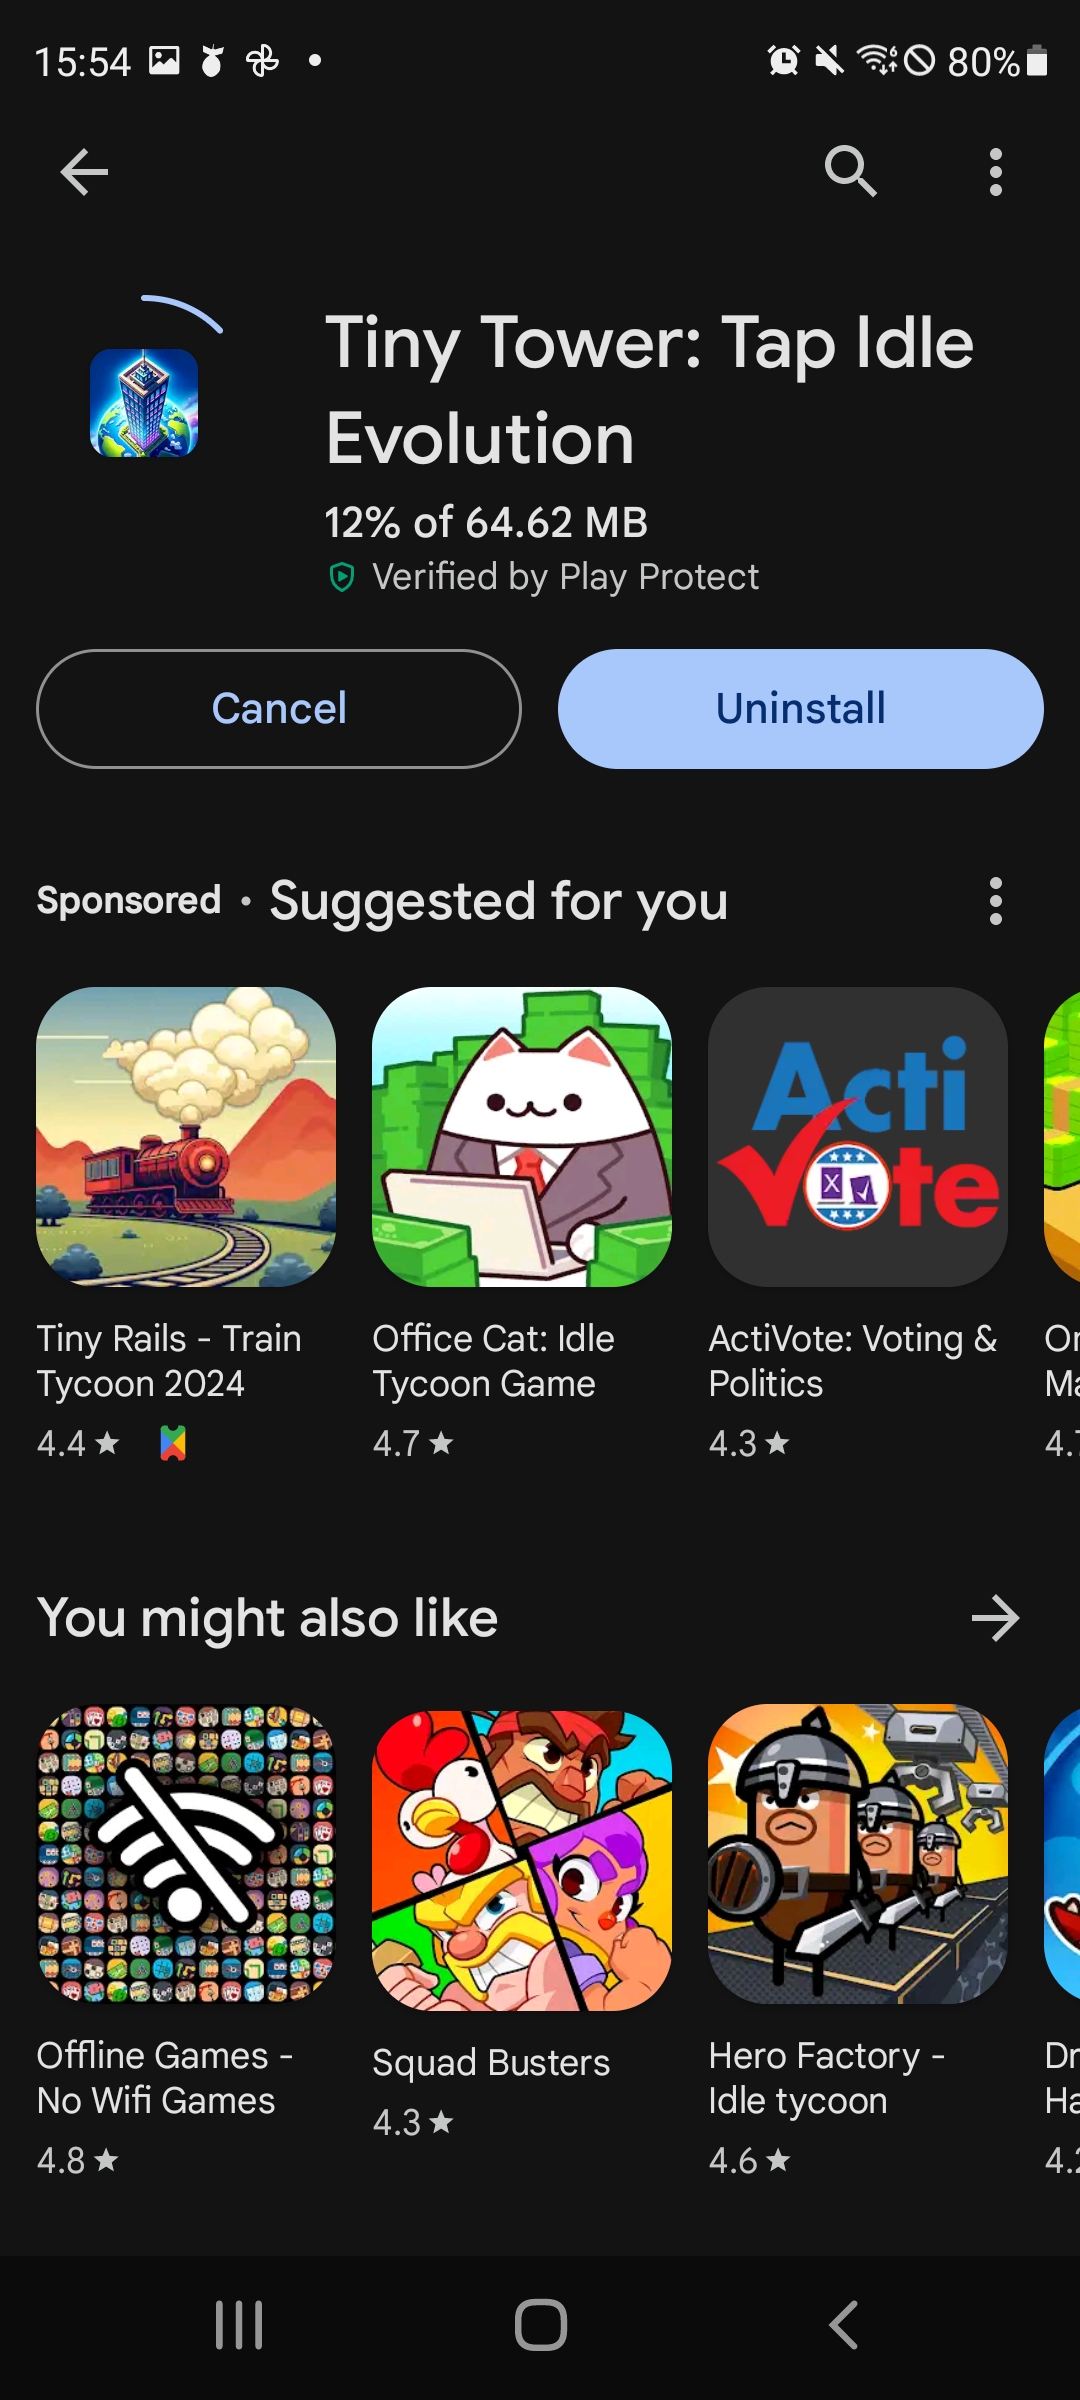 15:54
80%
Tiny Tower: Tap Idle
Evolution
12% of 64.62 MB
Verified by Play Protect
Cancel
Uninstall
Sponsored • Suggested for you
Acti
Vote
Tiny Rails - Train
Tycoon 2024
4.4
Office Cat: Idle
Tycoon Game
4.7
ActiVote: Voting &
Politics
4.3
You might also like
Offline Games -
No Wifi Games
4.8
Squad Busters
4.3
Hero Factory -
Idle tycoon
4.6